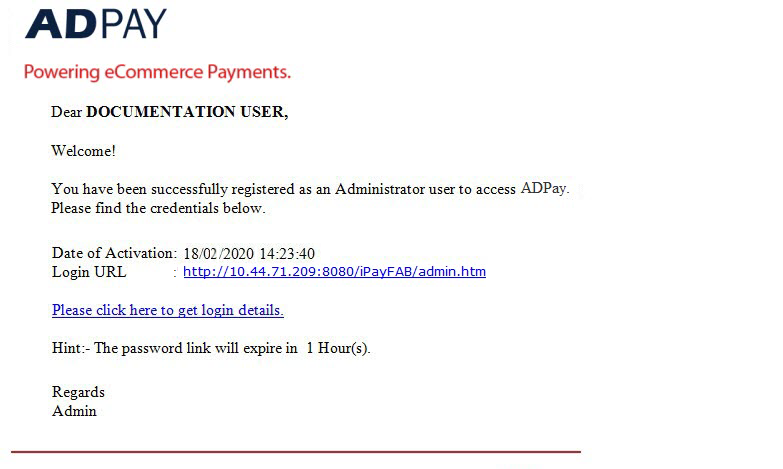 ADPAY
Powering eCommerce Payments.
Dear DOCUMENTATION USER,
Welcome!
You have been successfully registered as an Administrator user to access ADPay.
Please find the credentials below.
Date of Activation: 18/02/2020 14:23:40
Login URL : http://10.44.71.209:8080/iPayFAB/admin.htm
Please click here to get login details.
Hint:- The password link will expire in 1 Hour(s).
Regards
Admin